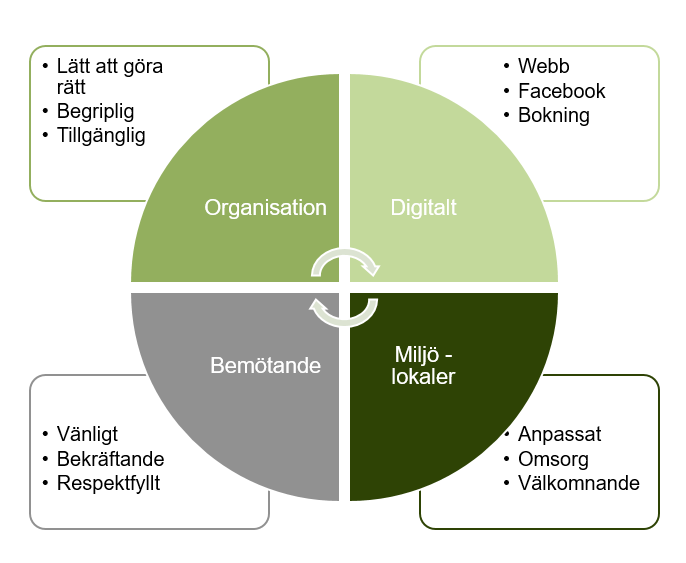 • Lätt att göra
rätt
• Begriplig
• Tillgänglig
• Webb
• Facebook
• Bokning
Organisation
Digitalt
Bemötande
Miljö -
lokaler
• Vänligt
• Bekräftande
• Respektfyllt
• Anpassat
• Omsorg
• Välkomnande